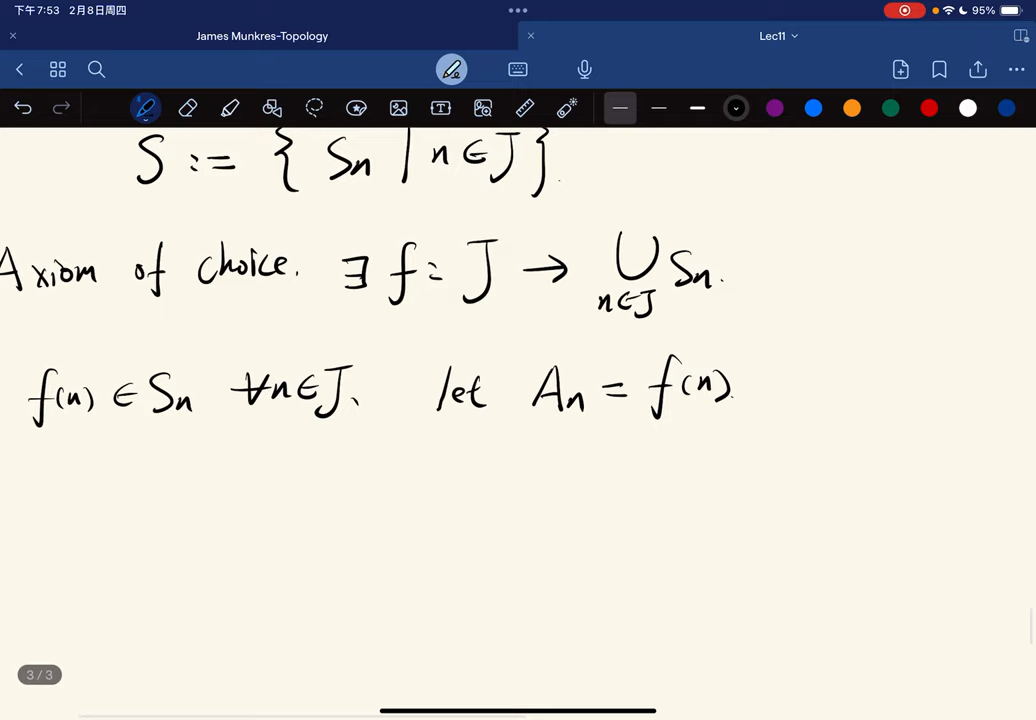 下午7:53 2月8日周四
95%
James Munkres-Topology
Lec11
S := { Sn | n ∈ J }.
Axiom of choice. ∃ f : J → ⋃ Sn.
n∈J
f(n) ∈ Sn ∀n∈J, let An = f(n).
3 / 3